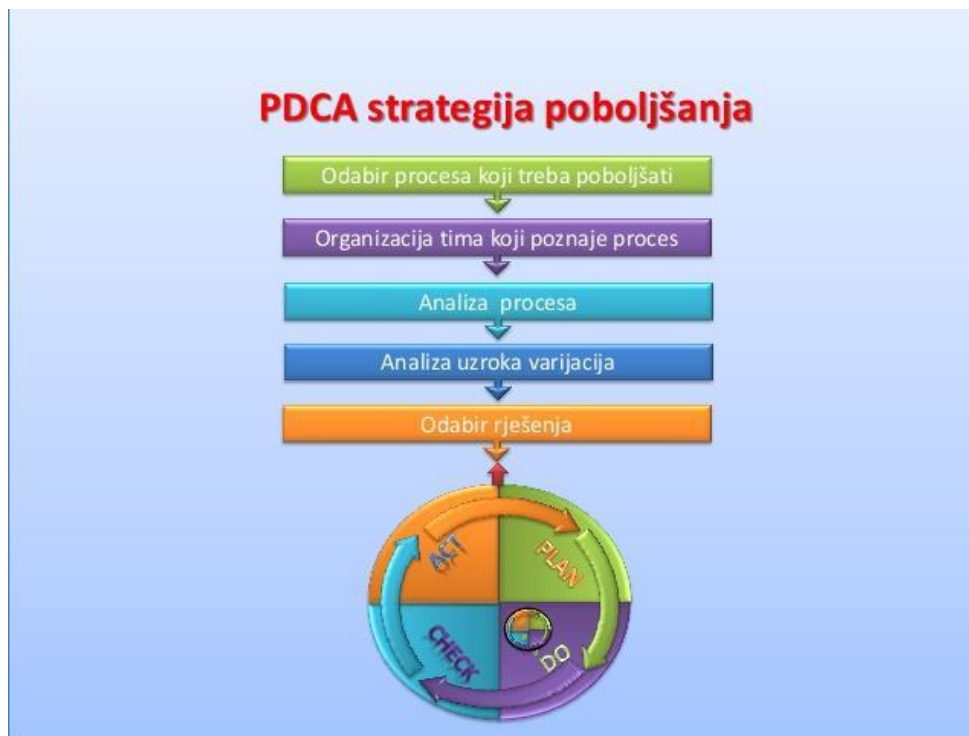 PDCA strategija poboljšanja
Odabir procesa koji treba poboljšati
Organizacija tima koji poznaje proces
Analiza procesa
Analiza uzroka varijacija
Odabir rješenja
ACT
PLAN
CHECK
DO